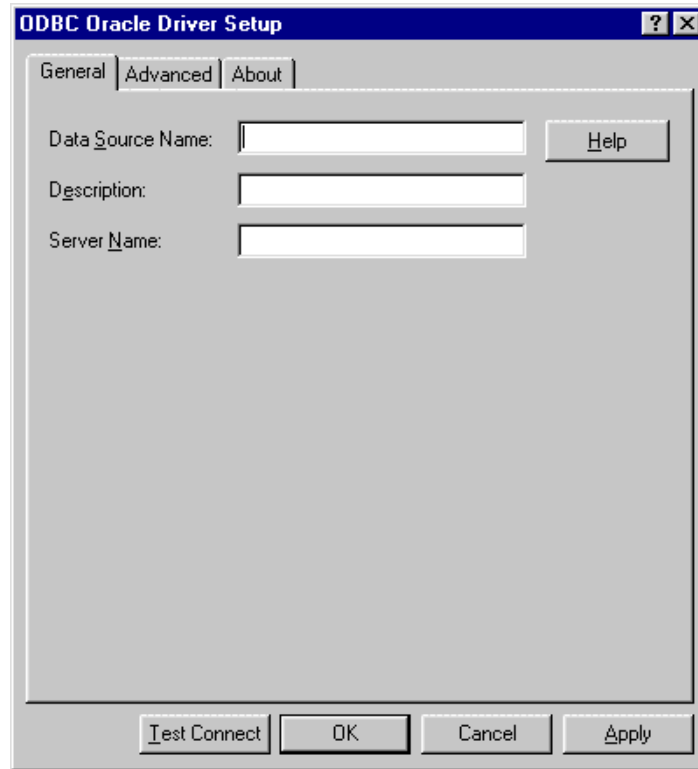 ODBC Oracle Driver Setup
General Advanced About
Data Source Name: Help
Description:
Server Name:
Test Connect OK Cancel Apply